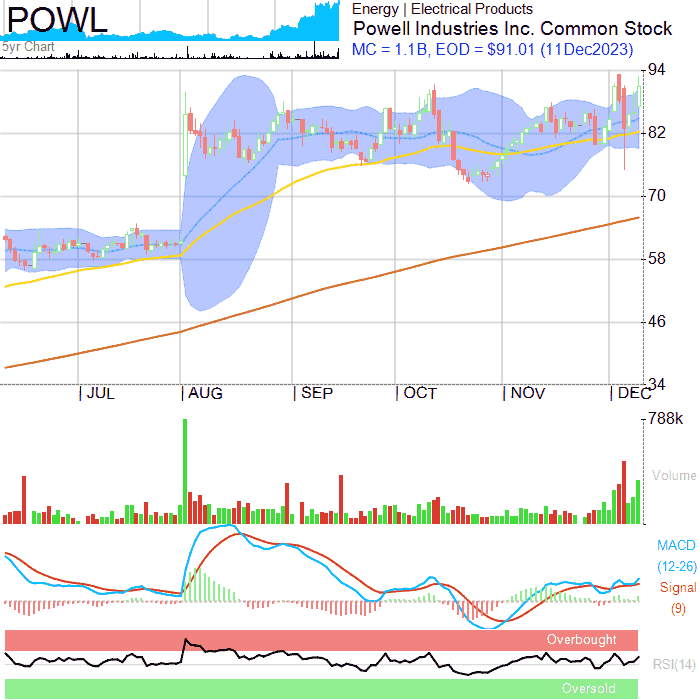 POWL
5yr Chart
Energy | Electrical Products
Powell Industries Inc. Common Stock
MC = 1.1B, EOD = $91.01 (11Dec2023)
94
82
70
58
46
34
JUL
AUG
SEP
OCT
NOV
DEC
788k
Volume
MACD
(12-26)
Signal
(9)
Overbought
RSI(14)
Oversold